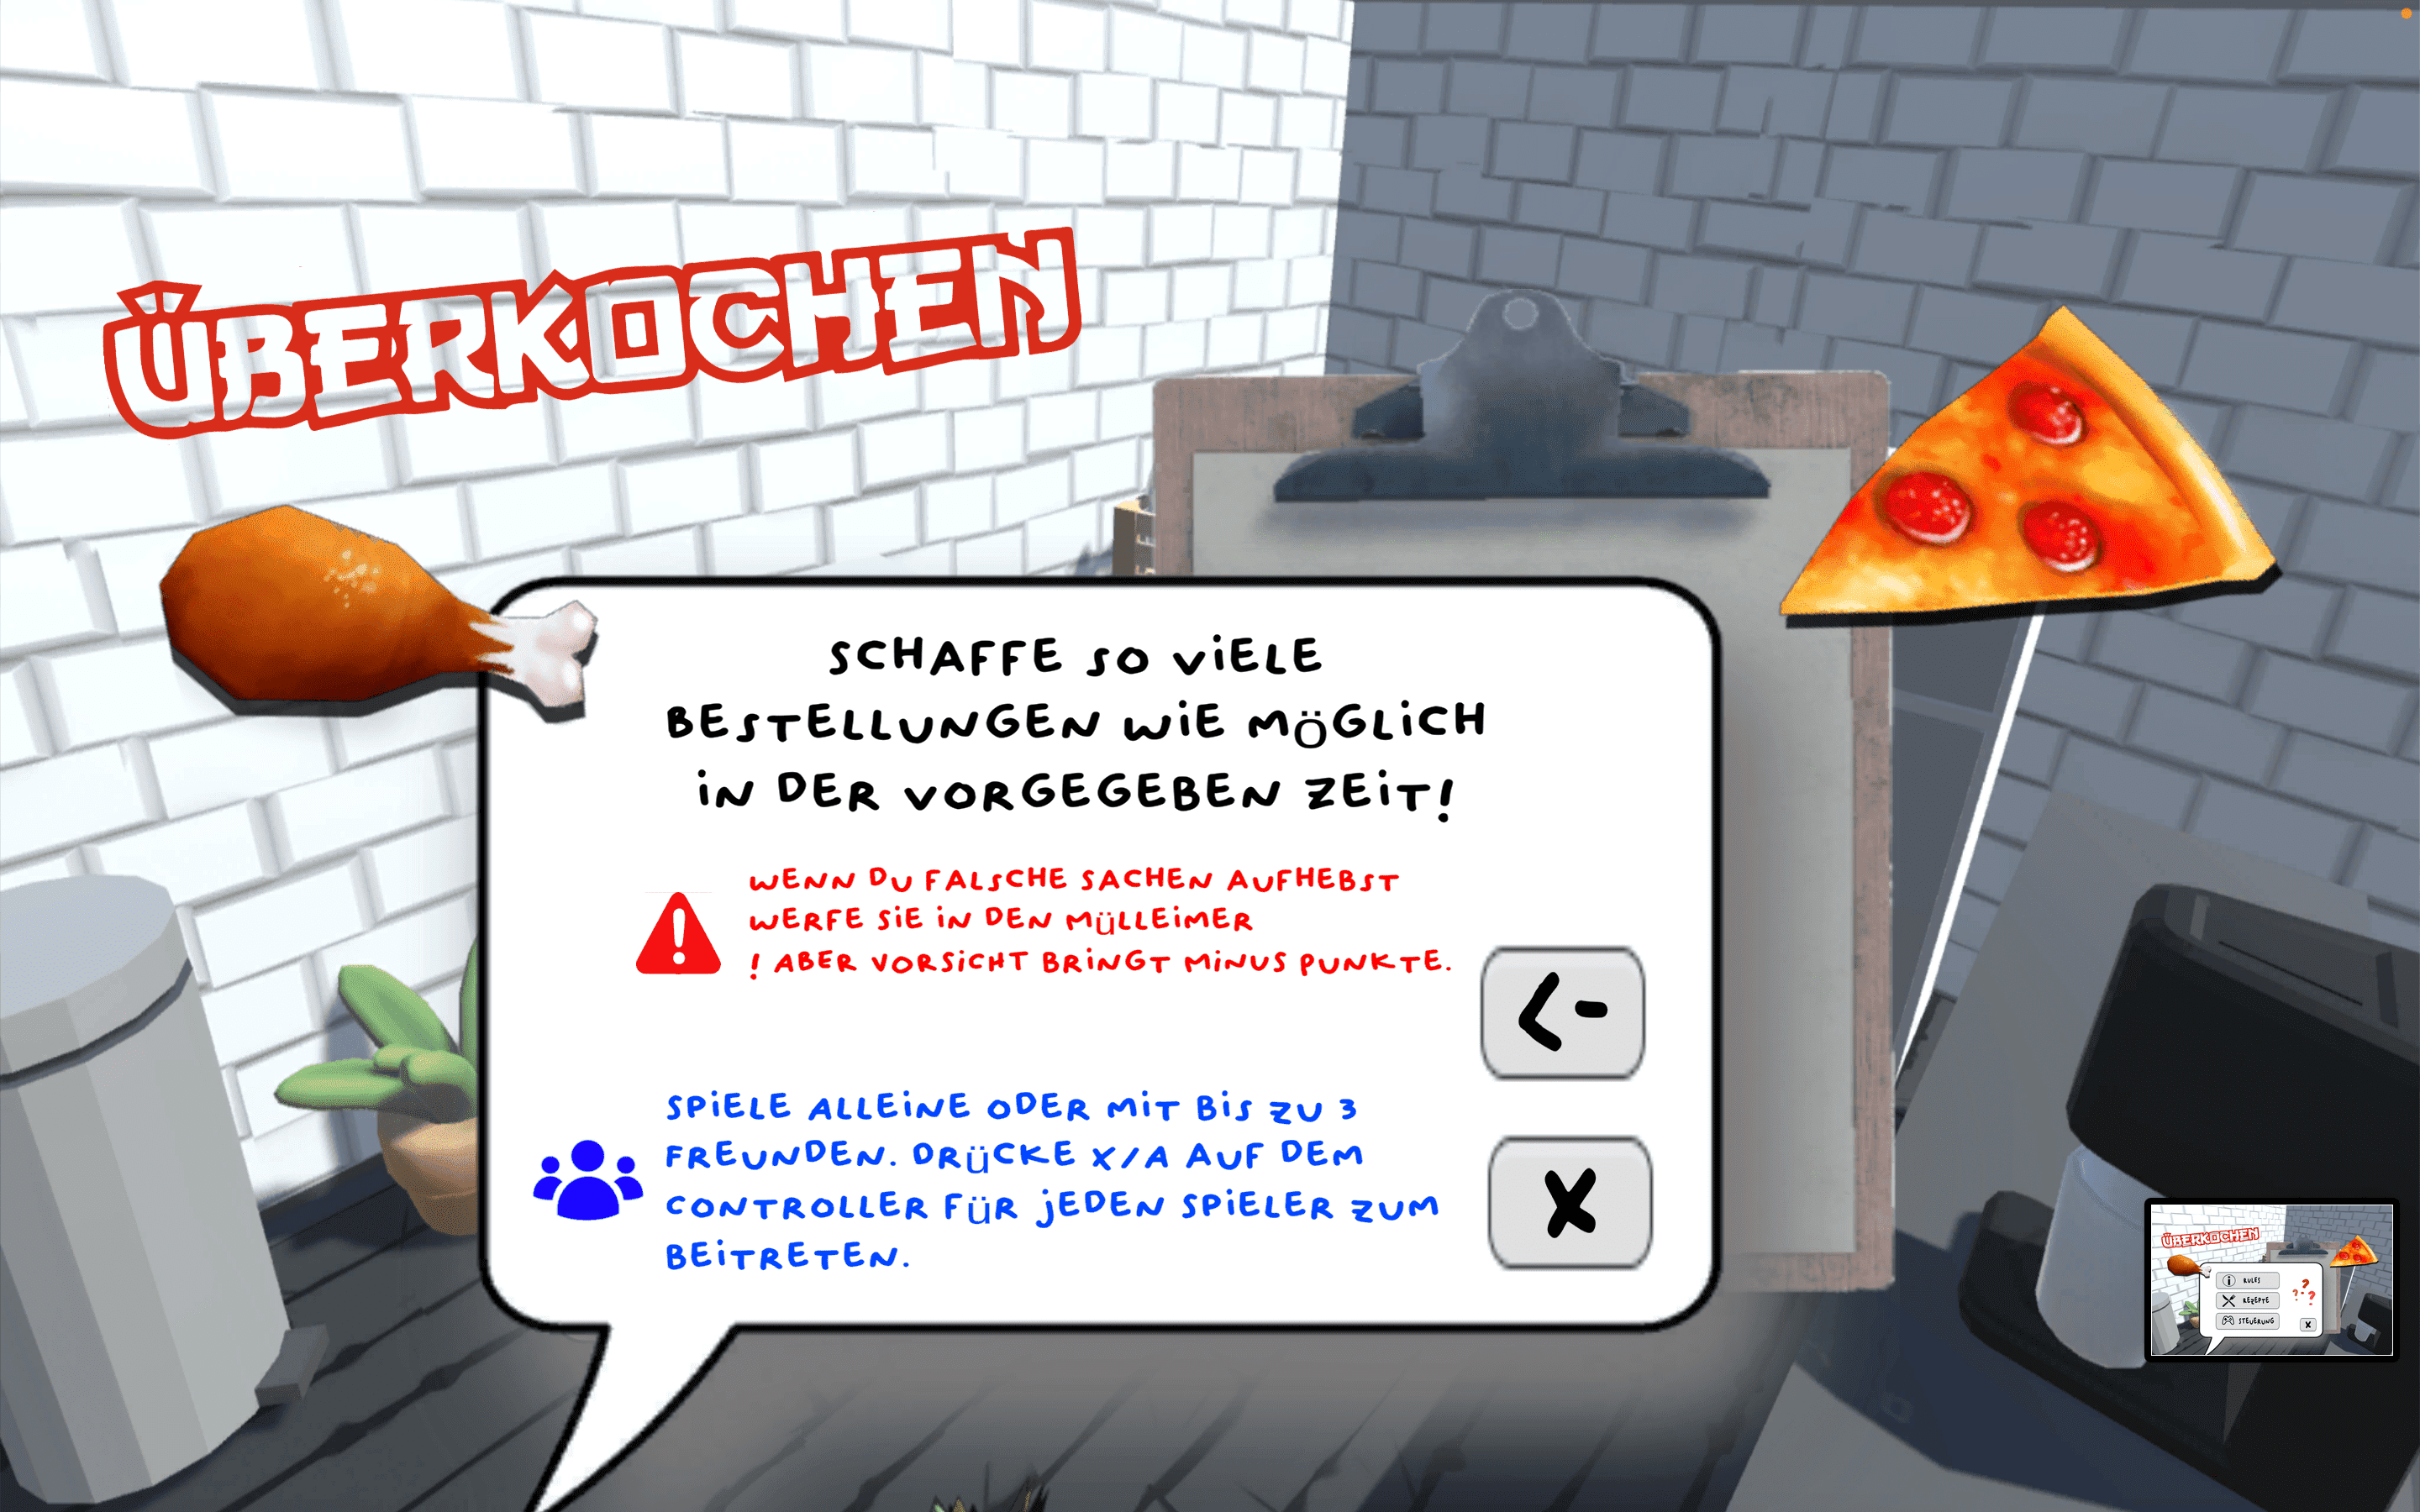 ÜBERKOCHEN
SCHAFFE SO VIELE
BESTELLUNGEN WIE MÖGLICH
IN DER VORGEGEBEN ZEIT!
WENN DU FALSCHE SACHEN AUFHEBST
WERFE SIE IN DEN MÜLLEIMER
! ABER VORSICHT BRINGT MINUS PUNKTE.
<-
SPIELE ALLEINE ODER MIT BIS ZU 3
FREUNDEN. DRÜCKE X/A AUF DEM
CONTROLLER FÜR JEDEN SPIELER ZUM
BEITRETEN.
X
ÜBERKOCHEN
RULES
REZEPTE
STEUERUNG
X